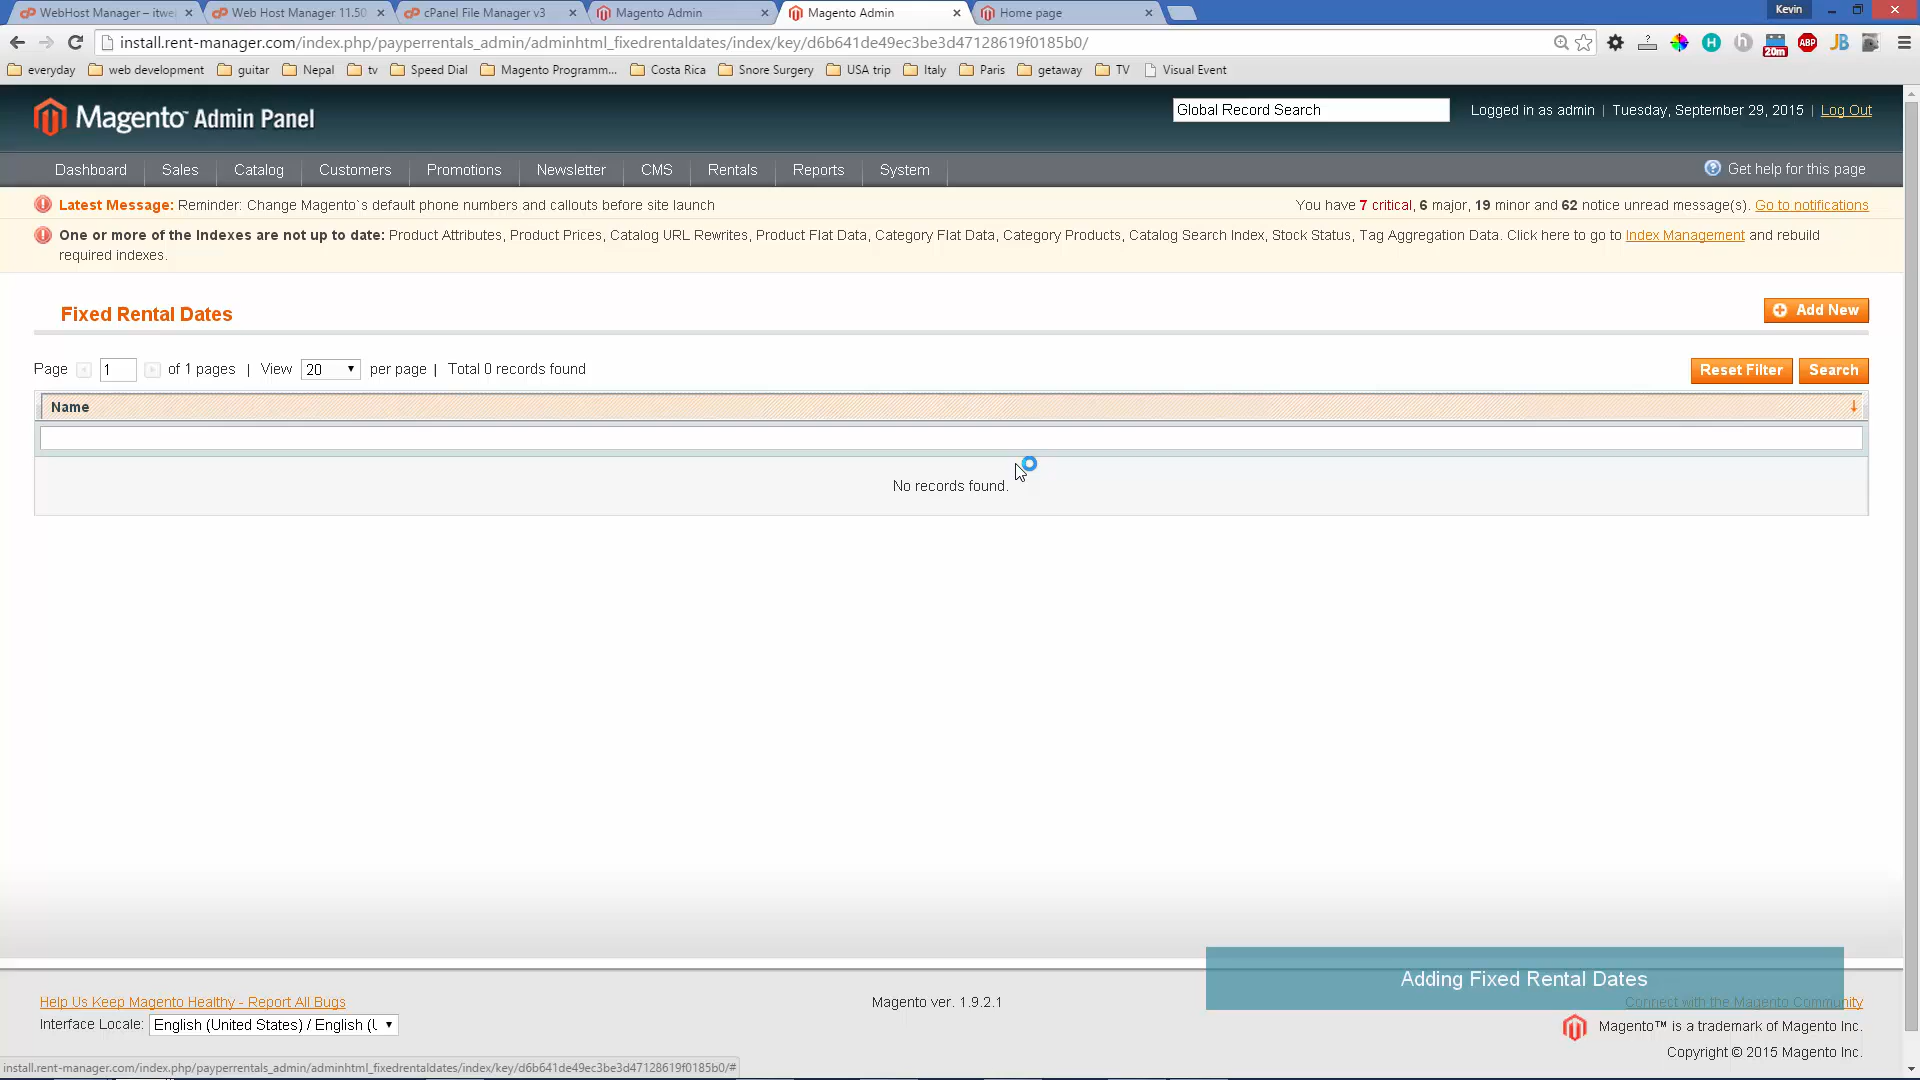 WebHost Manager – itwe
Web Host Manager 11.50
cPanel File Manager v3
Magento Admin
Magento Admin
Home page
Kevin
install.rent-manager.com/index.php/payperrentals_admin/adminhtml_fixedrentaldates/index/key/d6b641de49ec3be3d47128619f0185b0/
20m
ABP
JB
everyday
web development
guitar
Nepal
tv
Speed Dial
Magento Programm...
Costa Rica
Snore Surgery
USA trip
Italy
Paris
getaway
TV
Visual Event
Magento™ Admin Panel
Global Record Search
Logged in as admin | Tuesday, September 29, 2015 | Log Out
Dashboard
Sales
Catalog
Customers
Promotions
Newsletter
CMS
Rentals
Reports
System
Get help for this page
Latest Message: Reminder: Change Magento`s default phone numbers and callouts before site launch
You have 7 critical, 6 major, 19 minor and 62 notice unread message(s). Go to notifications
One or more of the Indexes are not up to date: Product Attributes, Product Prices, Catalog URL Rewrites, Product Flat Data, Category Flat Data, Category Products, Catalog Search Index, Stock Status, Tag Aggregation Data. Click here to go to Index Management and rebuild
required indexes.
Fixed Rental Dates
Add New
Page 1 of 1 pages | View 20 per page | Total 0 records found
Reset Filter
Search
Name
No records found.
Adding Fixed Rental Dates
Help Us Keep Magento Healthy - Report All Bugs
Magento ver. 1.9.2.1
Connect with the Magento Community
Interface Locale: English (United States) / English (U
Magento™ is a trademark of Magento Inc.
Copyright © 2015 Magento Inc.
install.rent-manager.com/index.php/payperrentals_admin/adminhtml_fixedrentaldates/index/key/d6b641de49ec3be3d47128619f0185b0/#